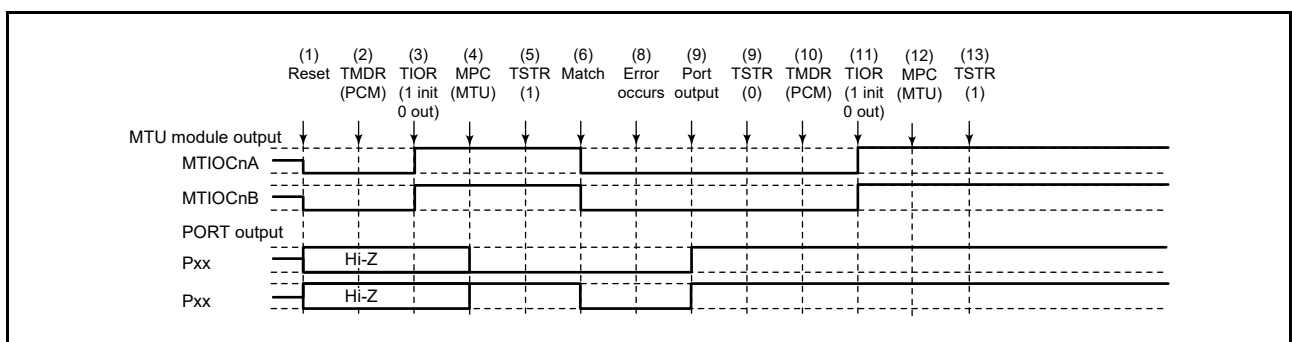 (1) (2) (3) (4) (5) (6) (8) (9) (9) (10) (11) (12) (13)
Reset TMDR TIOR MPC TSTR Match Error Port TSTR TMDR TIOR MPC TSTR
(PCM) (1 init (MTU) (1) occurs output (0) (PCM) (1 init (MTU) (1)
0 out) 0 out)
MTU module output
MTIOCnA
MTIOCnB
PORT output
Pxx Hi-Z
Pxx Hi-Z